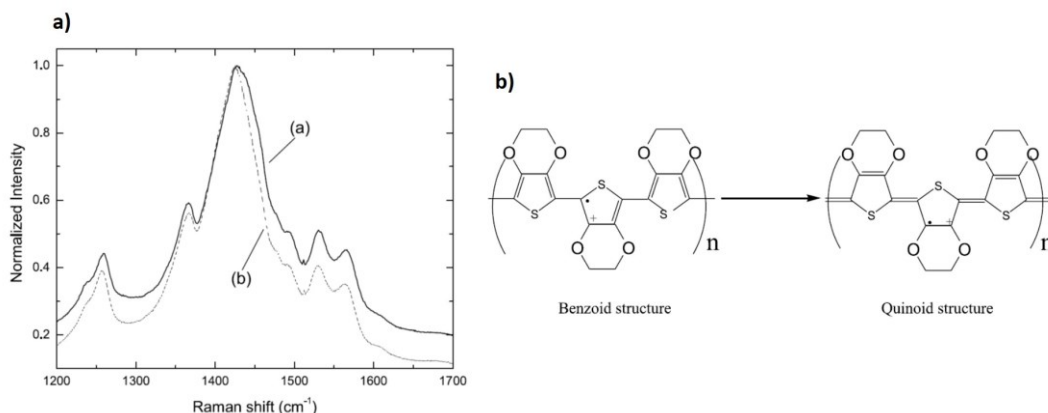 a)
Normalized Intensity
1.0
0.8
0.6
0.4
0.2
(a)
(b)
1200 1300 1400 1500 1600 1700
Raman shift (cm⁻¹)
b)
O O O O O O O O
S S
S S S S
• + • +
O O O O
n n
Benzoid structure Quinoid structure